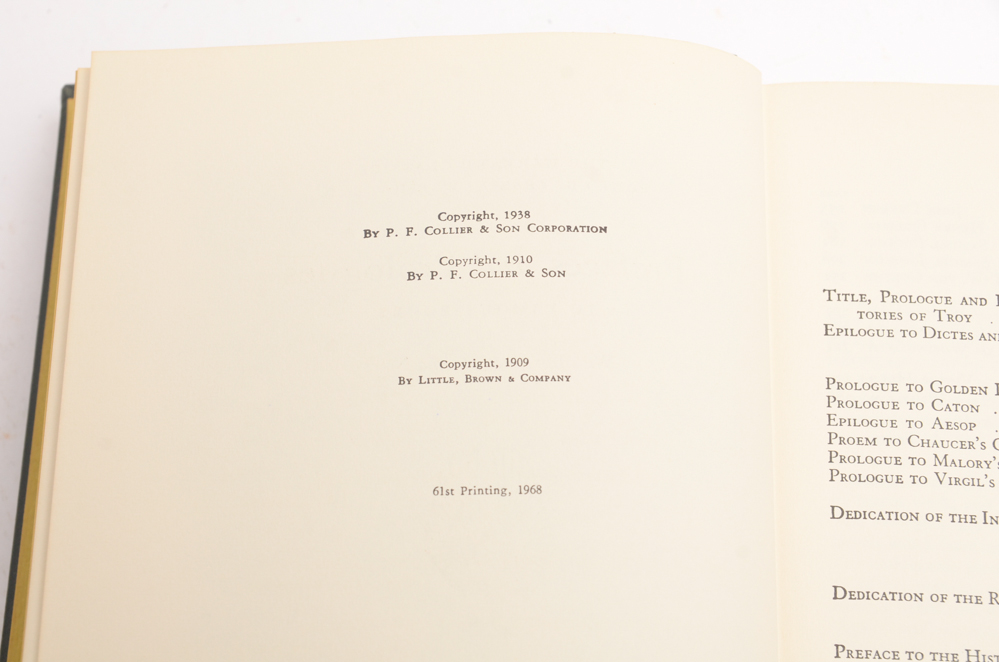 Copyright, 1938
By P. F. Collier & Son Corporation
Copyright, 1910
By P. F. Collier & Son
Copyright, 1909
By Little, Brown & Company
61st Printing, 1968
Title, Prologue and
tories of Troy .
Epilogue to Dictes
Prologue to Golden
Prologue to Caton .
Epilogue to Aesop .
Proem to Chaucer's
Prologue to Malory's
Prologue to Virgil's
Dedication of the
Dedication of the
Preface to the